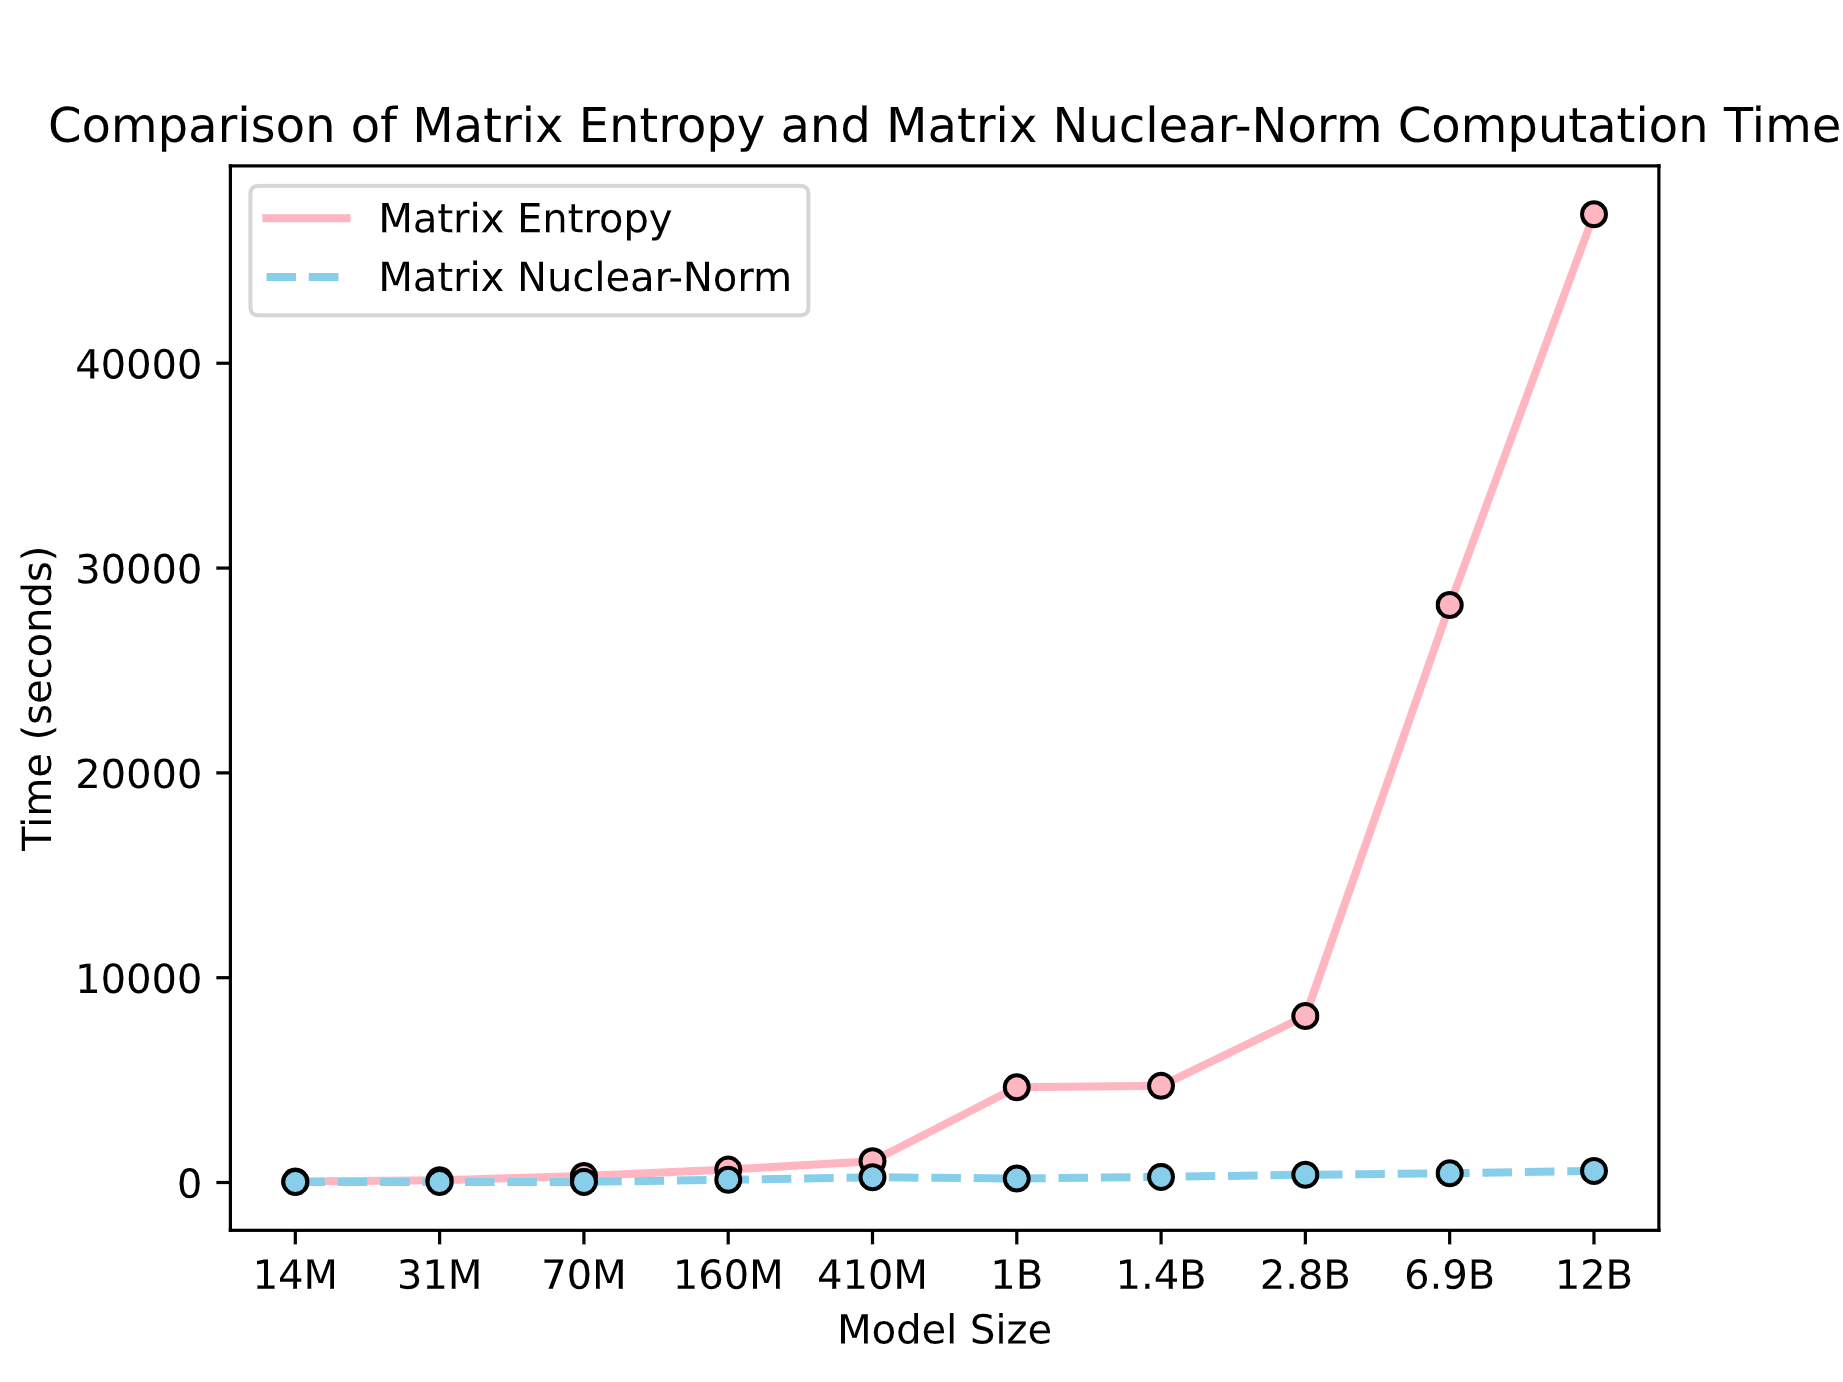 Comparison of Matrix Entropy and Matrix Nuclear-Norm Computation Time
Matrix Entropy
Matrix Nuclear-Norm
Time (seconds)
40000
30000
20000
10000
0
14M 31M 70M 160M 410M 1B 1.4B 2.8B 6.9B 12B
Model Size